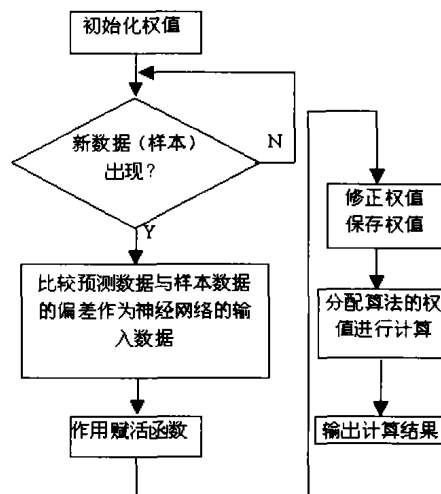 初始化权值
新数据（样本）
出现？
N
Y
比较预测数据与样本数据
的偏差作为神经网络的输
入数据
作用赋活函数
修正权值
保存权值
分配算法的权
值进行计算
输出计算结果